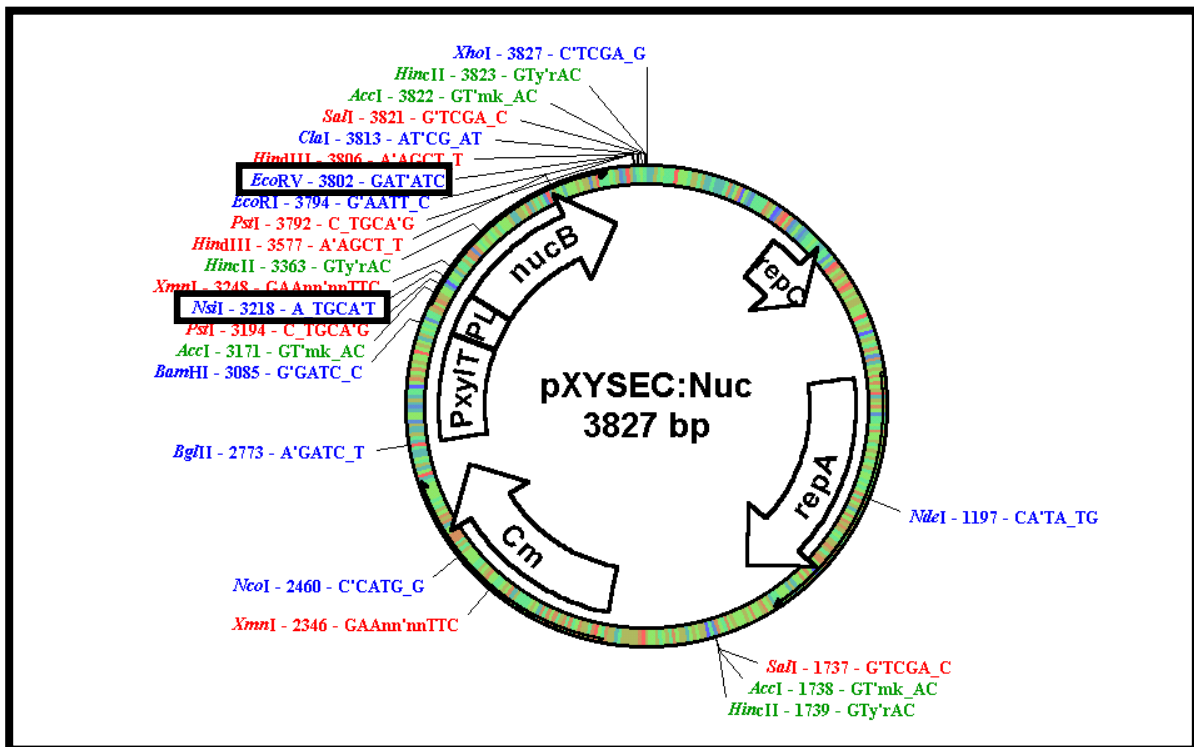 XhoI - 3827 - C'TCGA_G
HincII - 3823 - GTy'rAC
AccI - 3822 - GT'mk_AC
SalI - 3821 - G'TCGA_C
ClaI - 3813 - AT'CG_AT
HindIII - 3806 - A'AGCT_T
EcoRV - 3802 - GAT'ATC
EcoRI - 3794 - G'AATT_C
PstI - 3792 - C_TGCA'G
HindIII - 3577 - A'AGCT_T
HincII - 3363 - GTy'rAC
XmnI - 3248 - GAAnn'nnTTC
NsiI - 3218 - A_TGCA'T
PstI - 3194 - C_TGCA'G
AccI - 3171 - GT'mk_AC
BamHI - 3085 - G'GATC_C
BglII - 2773 - A'GATC_T
NcoI - 2460 - C'CATG_G
XmnI - 2346 - GAAnn'nnTTC
nucB
PL
PxylT
Cm
repC
repA
pXYSEC:Nuc
3827 bp
NdeI - 1197 - CA'TA_TG
SalI - 1737 - G'TCGA_C
AccI - 1738 - GT'mk_AC
HincII - 1739 - GTy'rAC